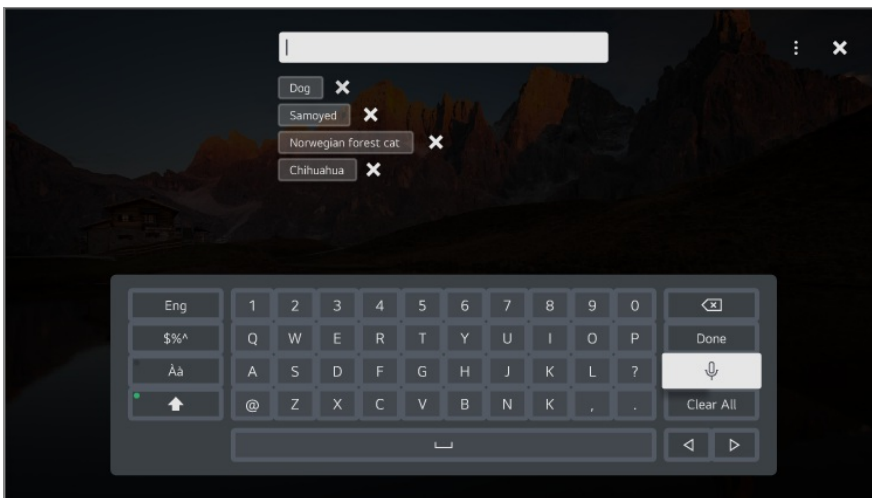 Dog
Samoyed
Norwegian forest cat
Chihuahua
Eng 1 2 3 4 5 6 7 8 9 0
$%^ Q W E R T Y U I O P Done
Àà A S D F G H J K L ?
@ Z X C V B N K , . Clear All